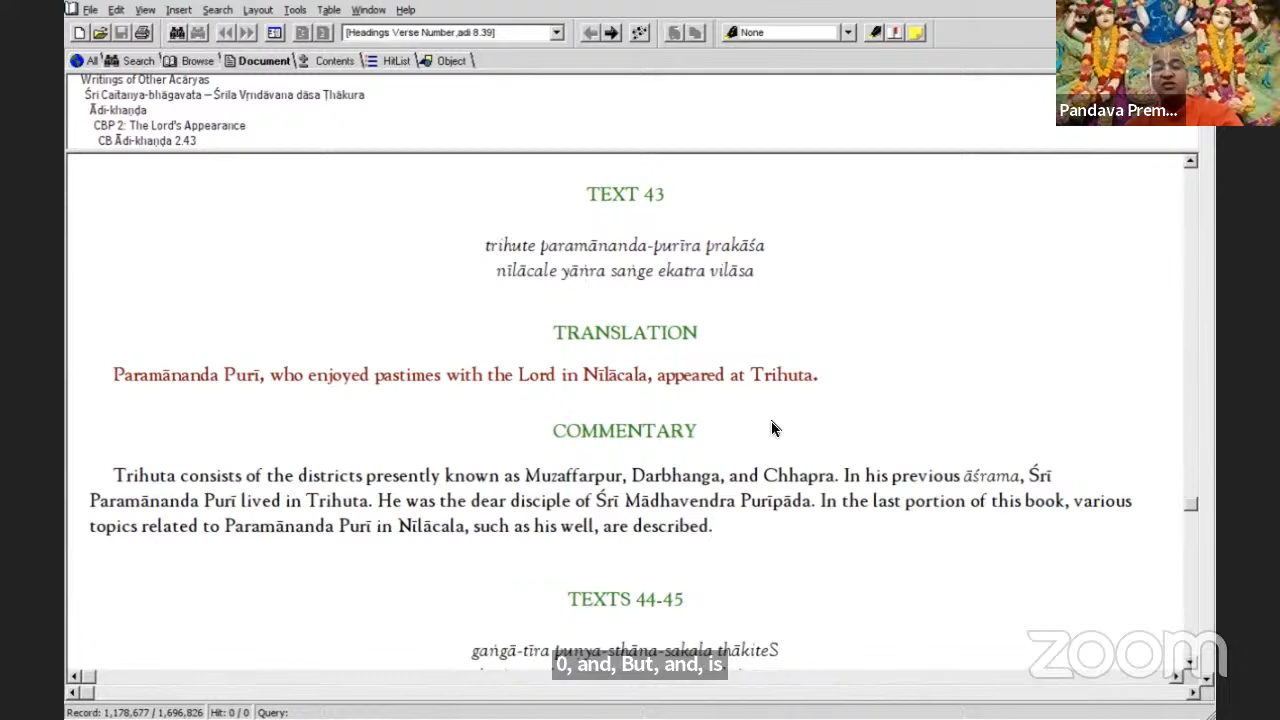 File Edit View Insert Search Layout Tools Table Window Help
[Headings Verse Number,adi 8.39]
None
All Search Browse Document Contents HitList Object
Writings of Other Acāryas
Śrī Caitanya-bhāgavata – Śrīla Vṛndāvana dāsa Ṭhākura
Ādi-khaṇḍa
CBP 2: The Lord's Appearance
CB Ādi-khaṇḍa 2.43
Pandava Prem...
TEXT 43
trihute paramānanda-purīra prakāśa
nīlācale yāṅra saṅge ekatra vilāsa
TRANSLATION
Paramānanda Purī, who enjoyed pastimes with the Lord in Nīlācala, appeared at Trihuta.
COMMENTARY
Trihuta consists of the districts presently known as Muzaffarpur, Darbhanga, and Chhapra. In his previous āśrama, Śrī
Paramānanda Purī lived in Trihuta. He was the dear disciple of Śrī Mādhavendra Purīpāda. In the last portion of this book, various
topics related to Paramānanda Purī in Nīlācala, such as his well, are described.
TEXTS 44-45
gaṅgā-tīra puṇya-sthāna-sakala thākiteS
0, and, But, and, is
zoom
Record: 1,178,677 / 1,696,826 Hit: 0 / 0 Query: